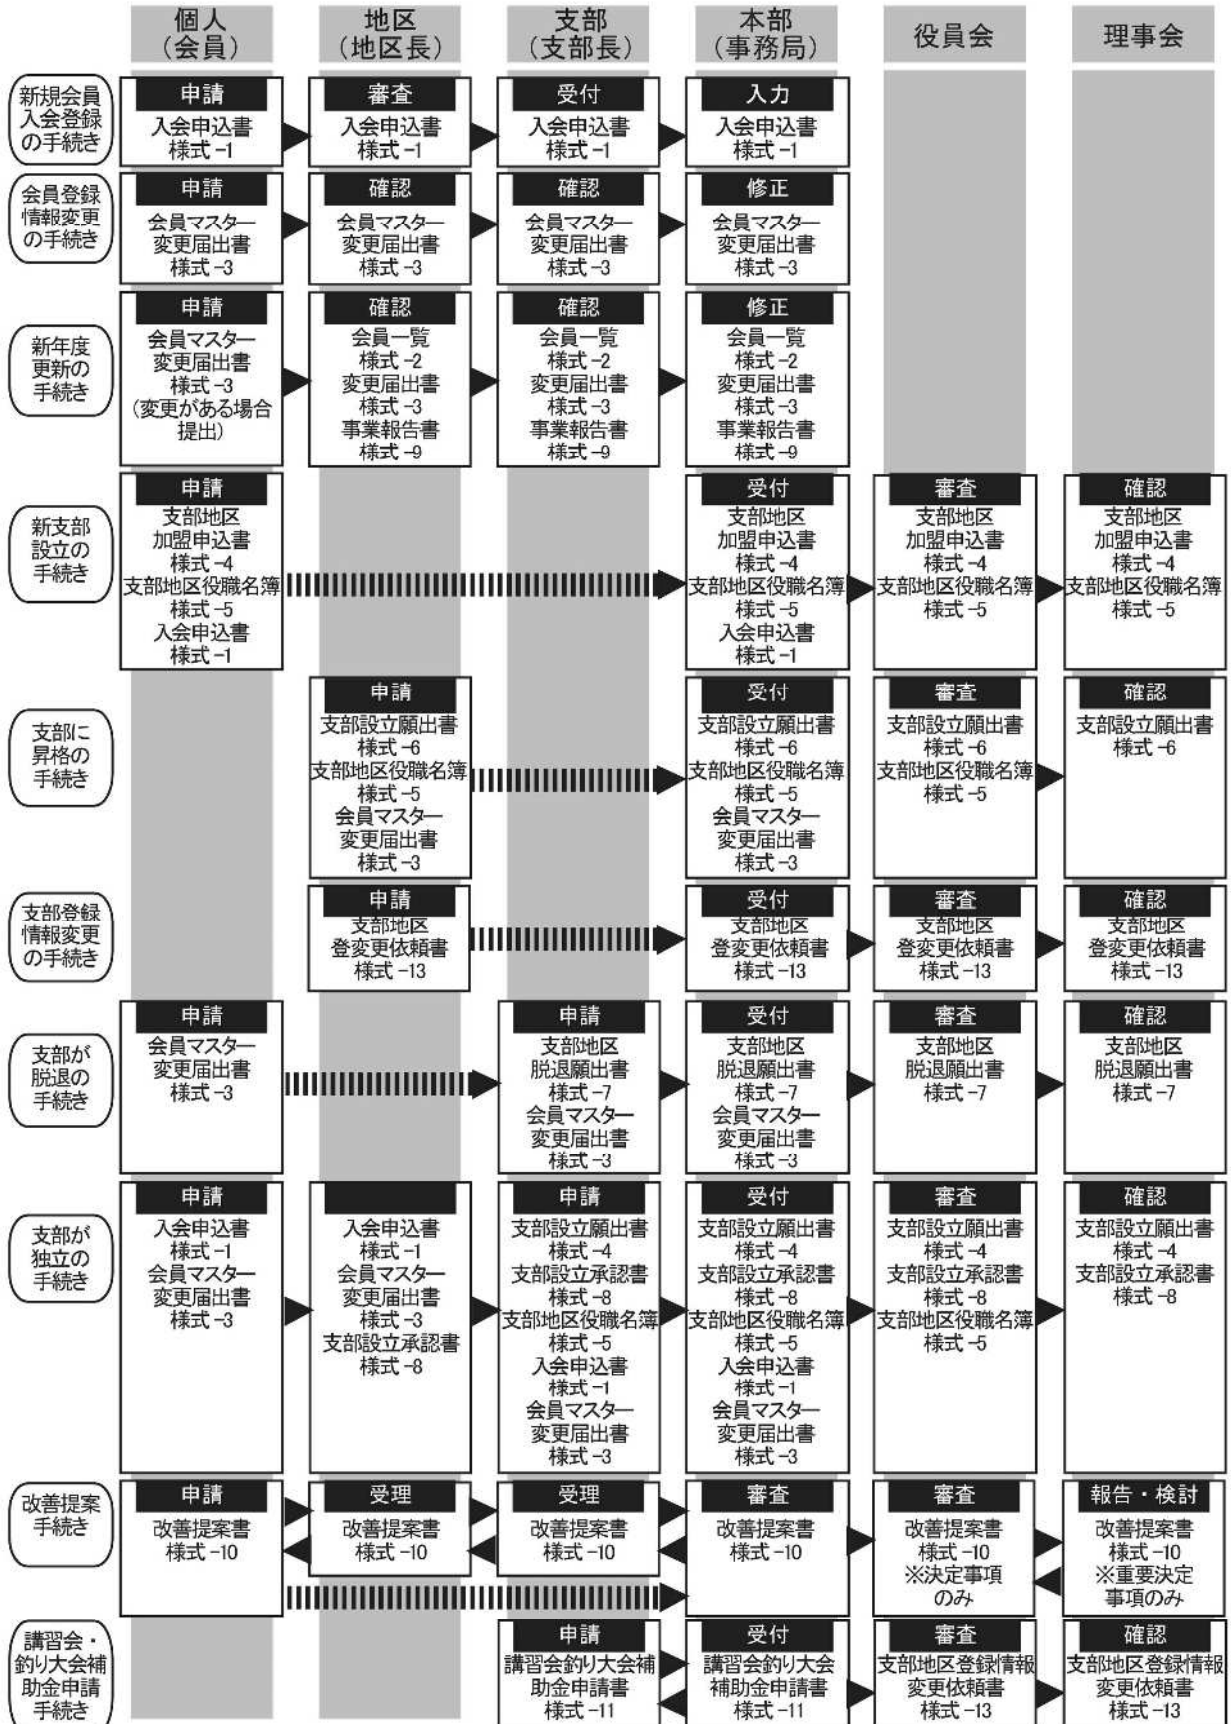 個人
（会員）
地区
（地区長）
支部
（支部長）
本部
（事務局）
役員会
理事会
新規会員
入会登録
の手続き
申請
入会申込書
様式-1
審査
入会申込書
様式-1
受付
入会申込書
様式-1
入力
入会申込書
様式-1
会員登録
情報変更
の手続き
申請
会員マスター
変更届出書
様式-3
確認
会員マスター
変更届出書
様式-3
確認
会員マスター
変更届出書
様式-3
修正
会員マスター
変更届出書
様式-3
新年度
更新の
手続き
申請
会員マスター
変更届出書
様式-3
（変更がある場合
提出）
確認
会員一覧
様式-2
変更届出書
様式-3
事業報告書
様式-9
確認
会員一覧
様式-2
変更届出書
様式-3
事業報告書
様式-9
修正
会員一覧
様式-2
変更届出書
様式-3
事業報告書
様式-9
新支部
設立の
手続き
申請
支部地区
加盟申込書
様式-4
支部地区役職名簿
様式-5
入会申込書
様式-1
受付
支部地区
加盟申込書
様式-4
支部地区役職名簿
様式-5
入会申込書
様式-1
審査
支部地区
加盟申込書
様式-4
支部地区役職名簿
様式-5
確認
支部地区
加盟申込書
様式-4
支部地区役職名簿
様式-5
支部に
昇格の
手続き
申請
支部設立願出書
様式-6
支部地区役職名簿
様式-5
会員マスター
変更届出書
様式-3
受付
支部設立願出書
様式-6
支部地区役職名簿
様式-5
会員マスター
変更届出書
様式-3
審査
支部設立願出書
様式-6
支部地区役職名簿
様式-5
確認
支部設立願出書
様式-6
支部登録
情報変更
の手続き
申請
支部地区
登変更依頼書
様式-13
受付
支部地区
登変更依頼書
様式-13
審査
支部地区
登変更依頼書
様式-13
確認
支部地区
登変更依頼書
様式-13
支部が
脱退の
手続き
申請
会員マスター
変更届出書
様式-3
申請
支部地区
脱退願出書
様式-7
会員マスター
変更届出書
様式-3
受付
支部地区
脱退願出書
様式-7
会員マスター
変更届出書
様式-3
審査
支部地区
脱退願出書
様式-7
確認
支部地区
脱退願出書
様式-7
支部が
独立の
手続き
申請
入会申込書
様式-1
会員マスター
変更届出書
様式-3
入会申込書
様式-1
会員マスター
変更届出書
様式-3
支部設立承認書
様式-8
申請
支部設立願出書
様式-4
支部設立承認書
様式-8
支部地区役職名簿
様式-5
入会申込書
様式-1
会員マスター
変更届出書
様式-3
受付
支部設立願出書
様式-4
支部設立承認書
様式-8
支部地区役職名簿
様式-5
入会申込書
様式-1
会員マスター
変更届出書
様式-3
審査
支部設立願出書
様式-4
支部設立承認書
様式-8
支部地区役職名簿
様式-5
確認
支部設立願出書
様式-4
支部設立承認書
様式-8
改善提案
手続き
申請
改善提案書
様式-10
受理
改善提案書
様式-10
受理
改善提案書
様式-10
審査
改善提案書
様式-10
審査
改善提案書
様式-10
※決定事項
のみ
報告・検討
改善提案書
様式-10
※重要決定
事項のみ
講習会・
釣り大会補
助金申請
手続き
申請
講習会釣り大会補
助金申請書
様式-11
受付
講習会釣り大会
補助金申請書
様式-11
審査
支部地区登録情報
変更依頼書
様式-13
確認
支部地区登録情報
変更依頼書
様式-13